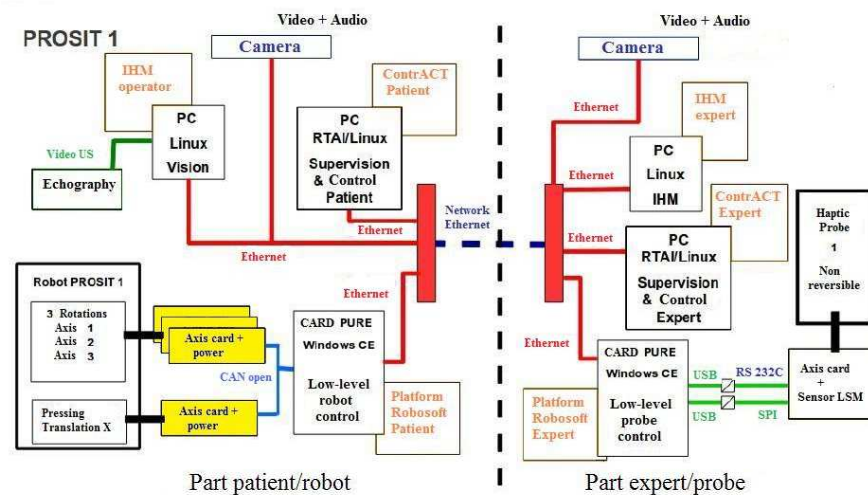 PROSIT 1
Video + Audio
Camera
IHM
operator
PC
Linux
Vision
Video US
Echography
ContrACT
Patient
PC
RTAI/Linux
Supervision
& Control
Patient
Ethernet
Ethernet
Ethernet
Network
Ethernet
Robot PROSIT 1
3 Rotations
Axis 1
Axis 2
Axis 3
Pressing
Translation X
Axis card +
power
Axis card +
power
CAN open
Ethernet
CARD PURE
Windows CE
Low-level
robot
control
Platform
Robosoft
Patient
Part patient/robot
Video + Audio
Camera
Ethernet
IHM
expert
PC
Linux
IHM
Ethernet
ContrACT
Expert
PC
RTAI/Linux
Supervision
& Control
Expert
Ethernet
Ethernet
Haptic
Probe
1
Non
reversible
CARD PURE
Windows CE
Low-level
probe
control
Platform
Robosoft
Expert
USB
RS 232C
USB
SPI
Axis card
+
Sensor LSM
Part expert/probe